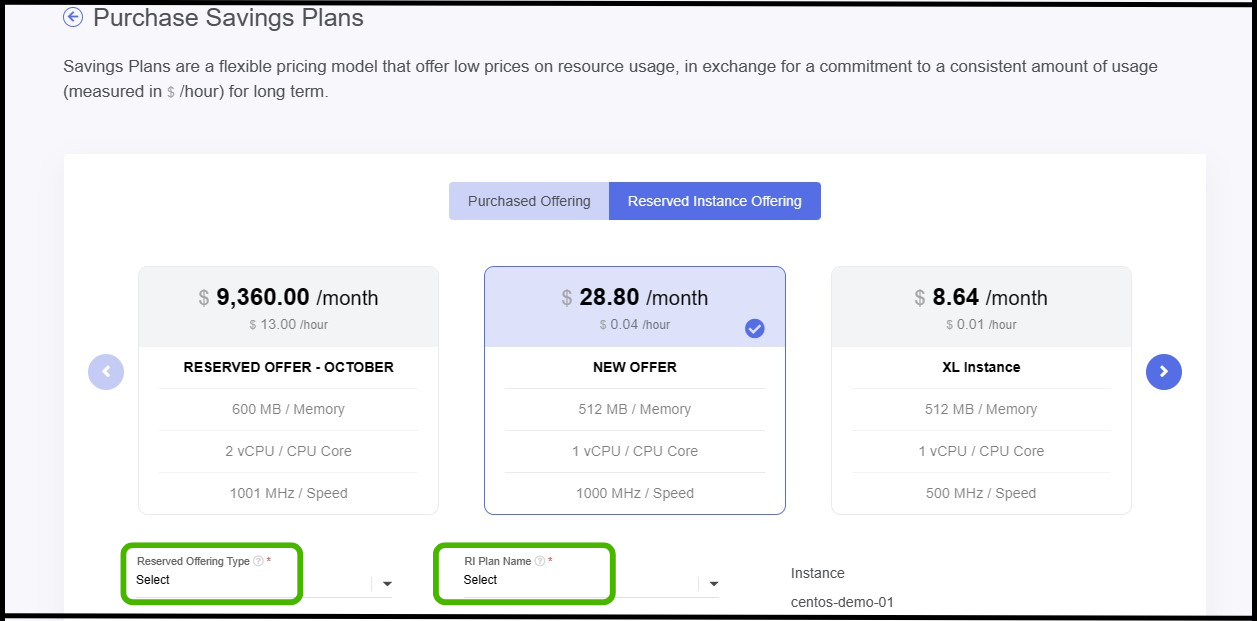 Purchase Savings Plans
Savings Plans are a flexible pricing model that offer low prices on resource usage, in exchange for a commitment to a consistent amount of usage
(measured in $ /hour) for long term.
Purchased Offering
Reserved Instance Offering
$ 9,360.00 /month
$ 13.00 /hour
RESERVED OFFER - OCTOBER
600 MB / Memory
2 vCPU / CPU Core
1001 MHz / Speed
$ 28.80 /month
$ 0.04 /hour
NEW OFFER
512 MB / Memory
1 vCPU / CPU Core
1000 MHz / Speed
$ 8.64 /month
$ 0.01 /hour
XL Instance
512 MB / Memory
1 vCPU / CPU Core
500 MHz / Speed
Reserved Offering Type ? *
Select
RI Plan Name ? *
Select
Instance
centos-demo-01